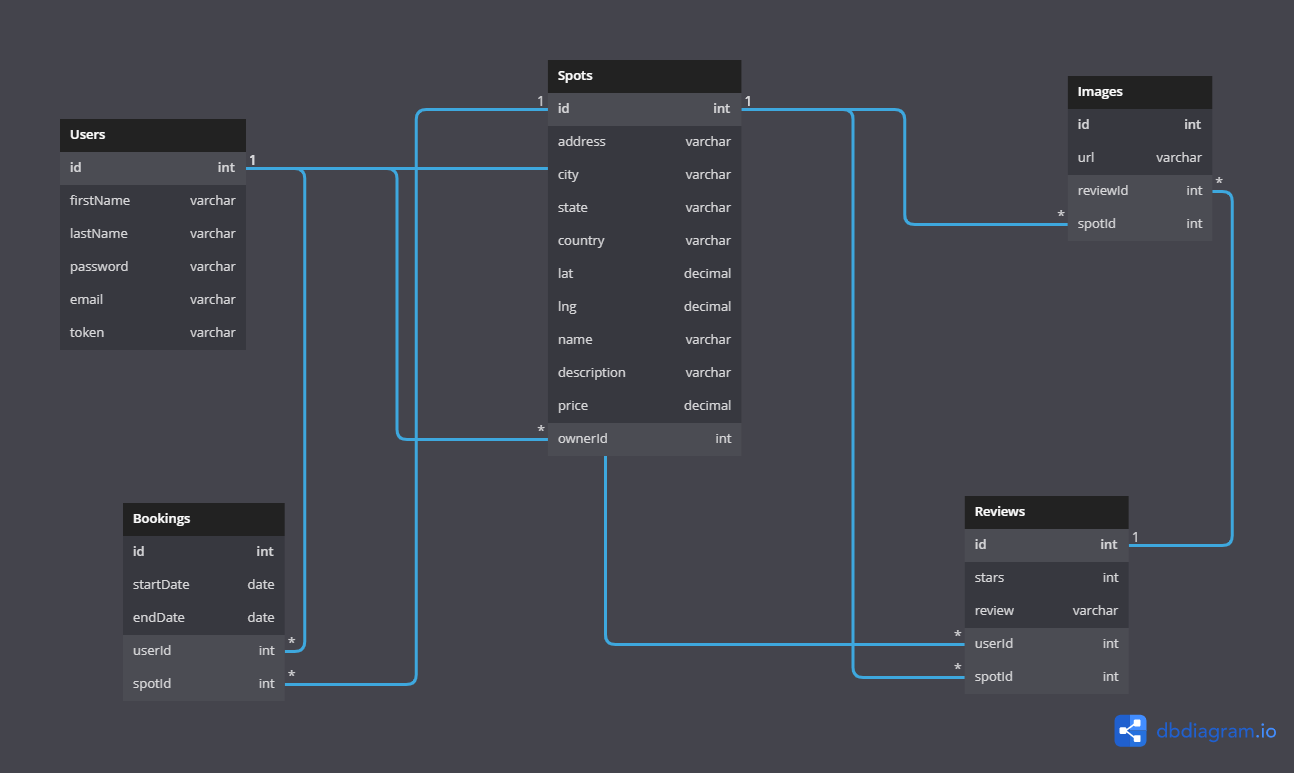 Users
id int
firstName varchar
lastName varchar
password varchar
email varchar
token varchar
1
Bookings
id int
startDate date
endDate date
userId int
spotId int
*
*
Spots
id int
address varchar
city varchar
state varchar
country varchar
lat decimal
lng decimal
name varchar
description varchar
price decimal
ownerId int
1
1
*
Images
id int
url varchar
reviewId int
spotId int
*
*
Reviews
id int
stars int
review varchar
userId int
spotId int
1
*
*
dbdiagram.io